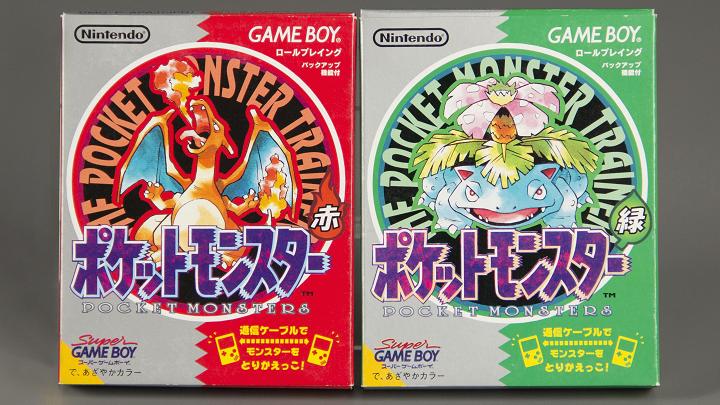 Nintendo
GAME BOY®
ロールプレイング
バックアップ
機能付
THE POCKET MONSTER TRAINER
赤
ポケットモンスター
POCKET MONSTERS
TM
Super
GAME BOY
スーパーゲームボーイ
で、あざやかカラー
通信ケーブルで
モンスターを
とりかえっこ!
Nintendo
GAME BOY®
ロールプレイング
バックアップ
機能付
THE POCKET MONSTER TRAINER
緑
ポケットモンスター
POCKET MONSTERS
TM
Super
GAME BOY
スーパーゲームボーイ
で、あざやかカラー
通信ケーブルで
モンスターを
とりかえっこ!